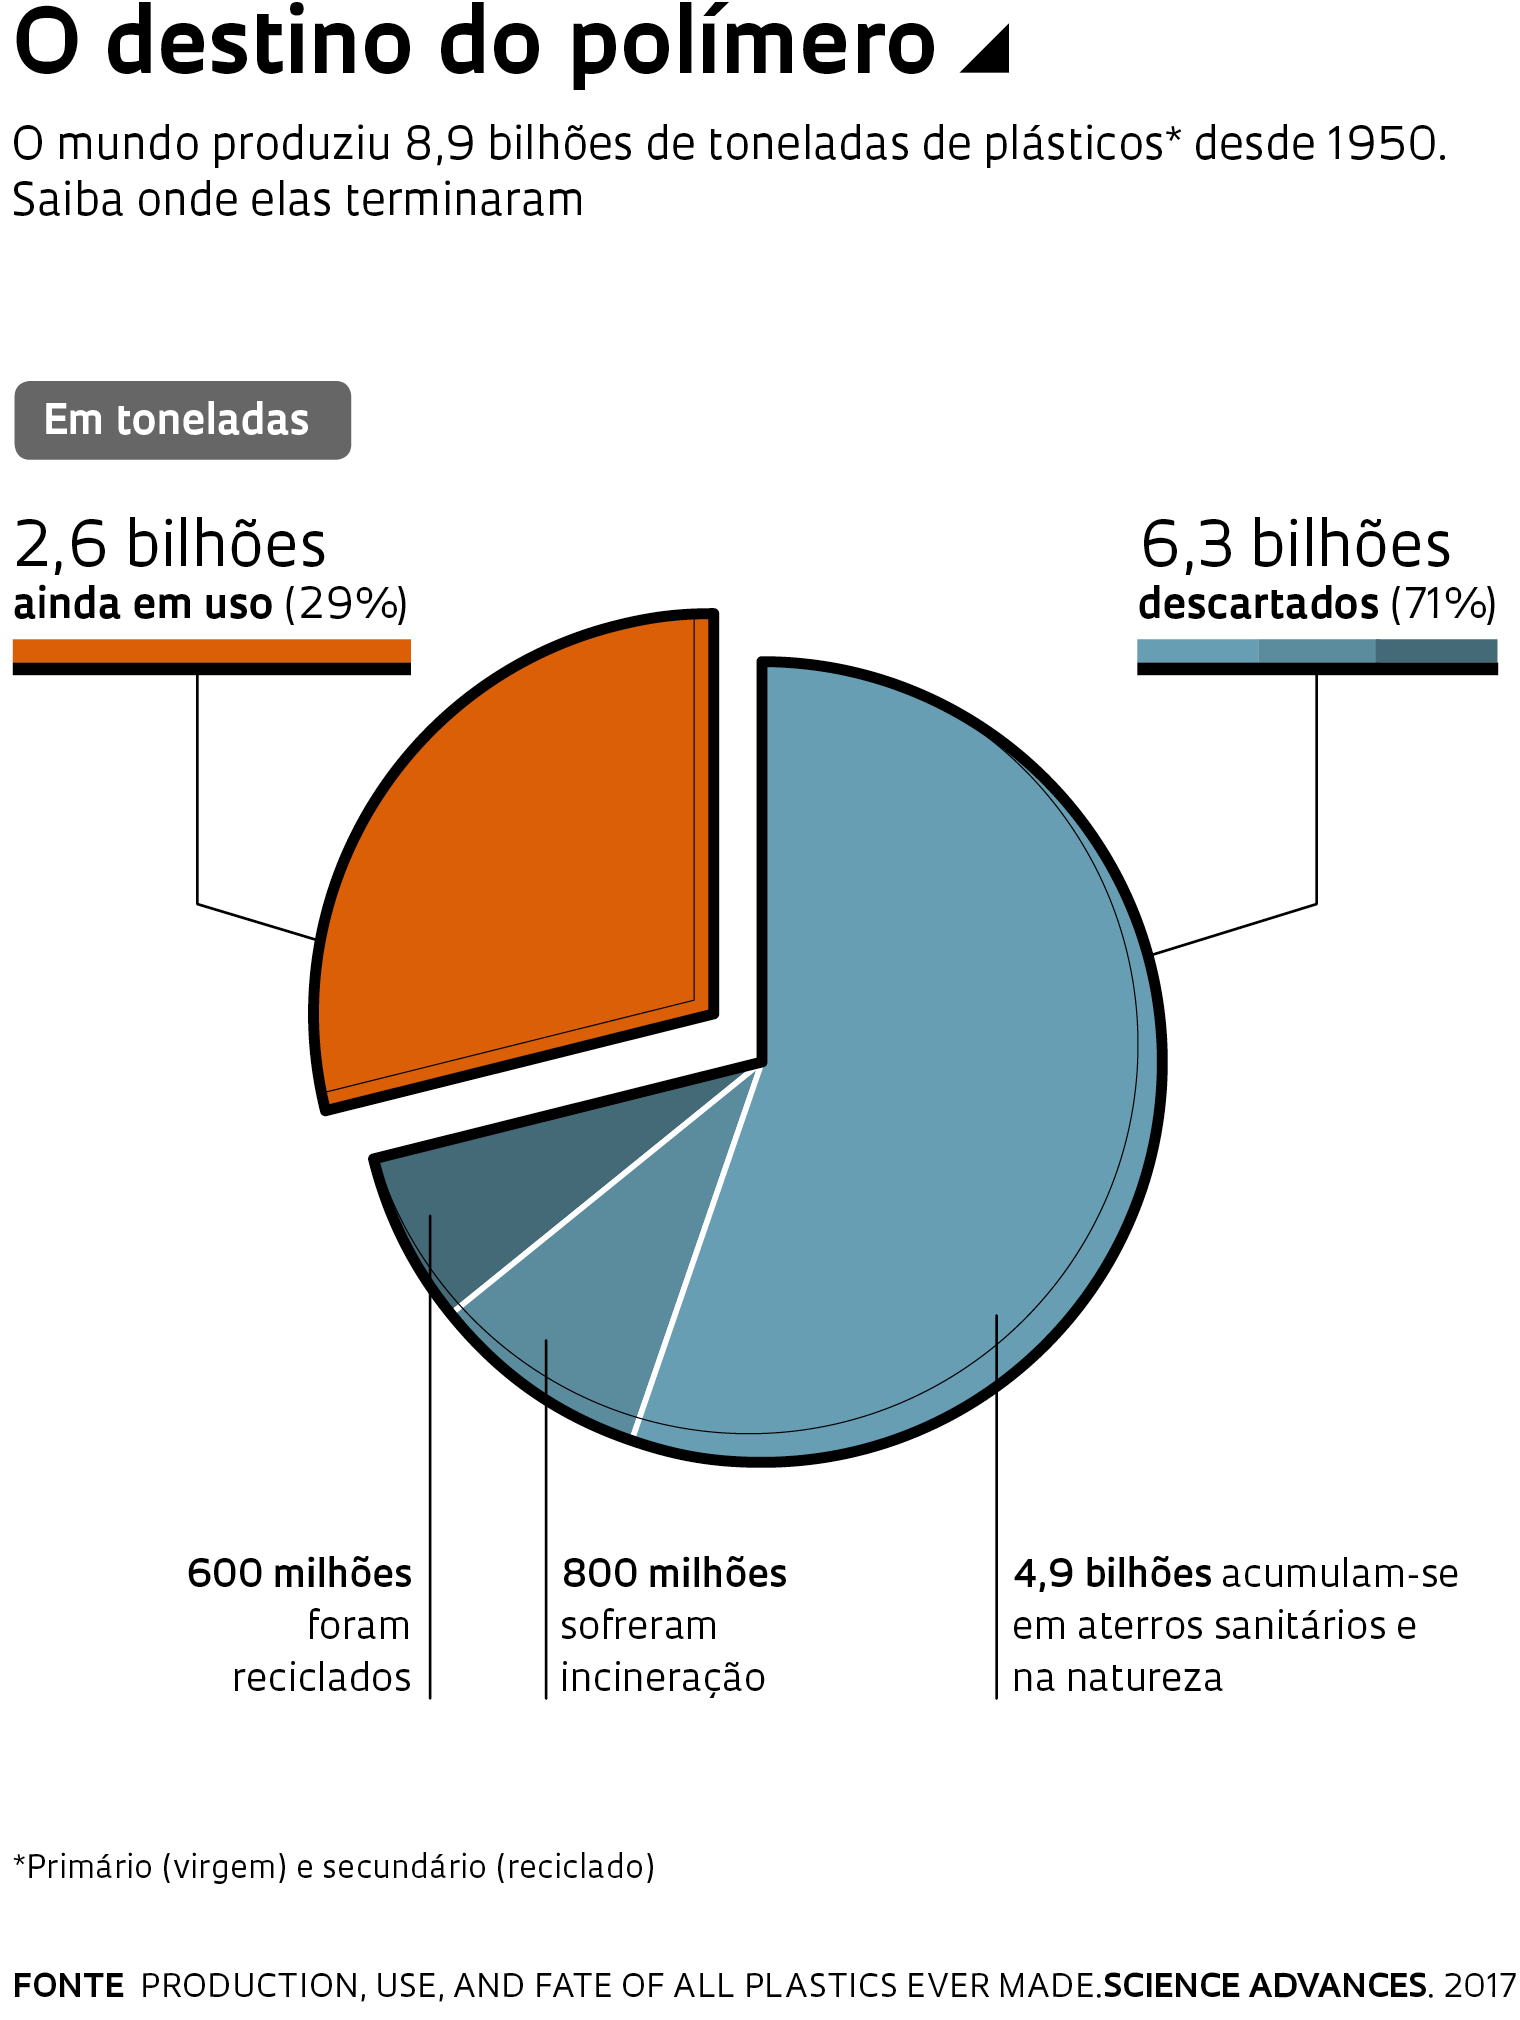 O destino do polímero
O mundo produziu 8,9 bilhões de toneladas de plásticos* desde 1950.
Saiba onde elas terminaram
Em toneladas
2,6 bilhões
ainda em uso (29%)
6,3 bilhões
descartados (71%)
600 milhões
foram
reciclados
800 milhões
sofreram
incineração
4,9 bilhões acumulam-se
em aterros sanitários e
na natureza
*Primário (virgem) e secundário (reciclado)
FONTE PRODUCTION, USE, AND FATE OF ALL PLASTICS EVER MADE.SCIENCE ADVANCES. 2017